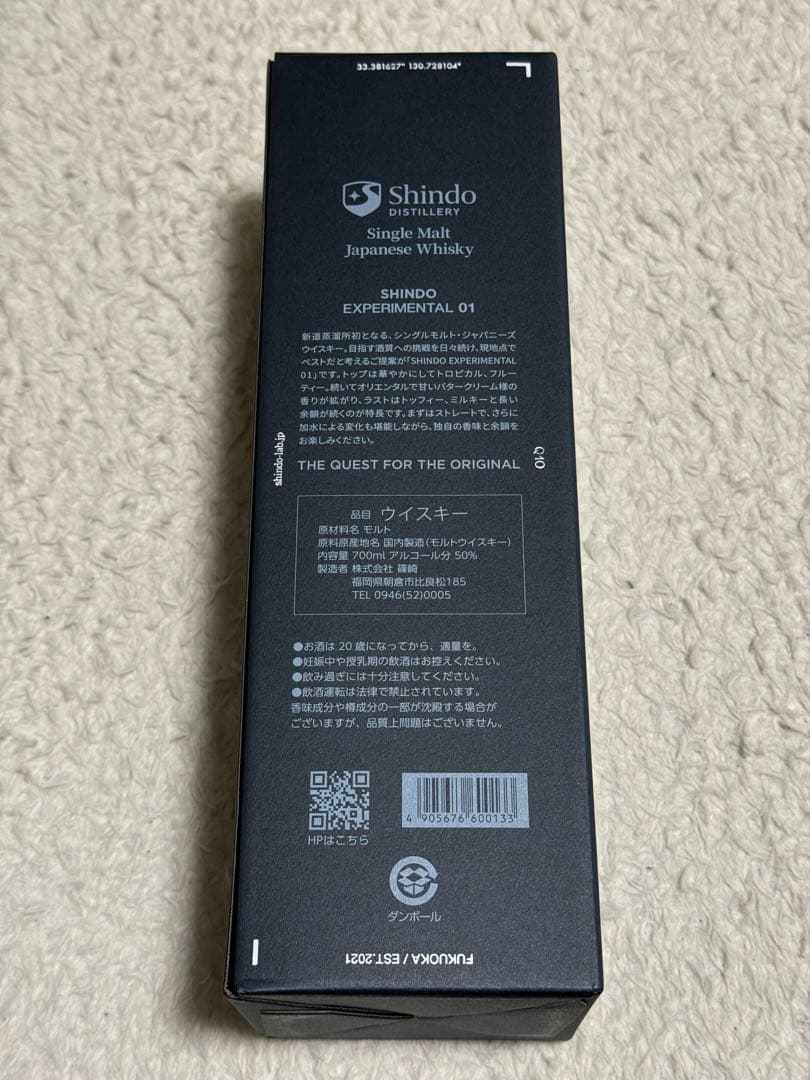 33.381627° 130.728104°
Shindo
DISTILLERY
Single Malt
Japanese Whisky
SHINDO
EXPERIMENTAL 01
新道蒸溜所初となる、シングルモルト・ジャパニーズ
ウイスキー。目指す酒質への挑戦を日々続け、現地点で
ベストだと考えるご提案が「SHINDO EXPERIMENTAL
01」です。トップは華やかにしてトロピカル、フルー
ティー。続いてオリエンタルで甘いバタークリーム様の
香りが拡がり、ラストはトッフィー、ミルキーと長い
余韻が続くのが特長です。まずはストレートで、さらに
加水による変化も堪能しながら、独自の香味と余韻を
お楽しみください。
shindo-lab.jp
THE QUEST FOR THE ORIGINAL
Q10
品目 ウイスキー
原材料名 モルト
原料原産地名 国内製造(モルトウイスキー)
内容量 700ml アルコール分 50%
製造者 株式会社 篠崎
福岡県朝倉市比良松185
TEL 0946(52)0005
●お酒は 20 歳になってから、適量を。
●妊娠中や授乳期の飲酒はお控えください。
●飲み過ぎには十分注意してください。
●飲酒運転は法律で禁止されています。
香味成分や樽成分の一部が沈殿する場合が
ございますが、品質上問題はございません。
HPはこちら
4 905676 600133
ダンボール
FUKUOKA / EST.2021